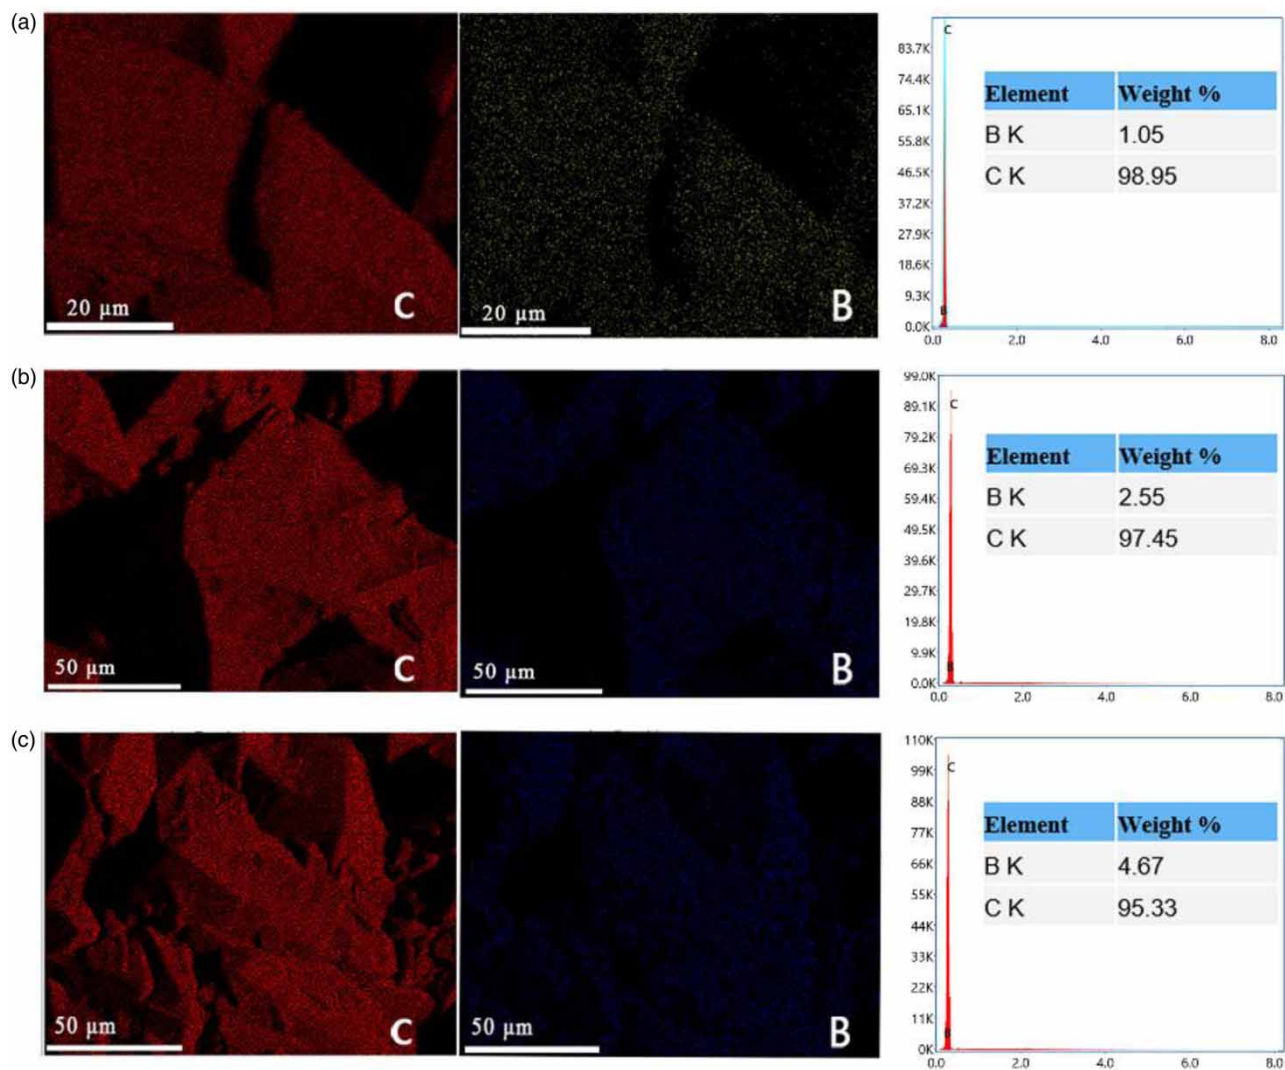 (a)
C
20 μm
B
20 μm
C
83.7K
74.4K
65.1K
55.8K
46.5K
37.2K
27.9K
18.6K
9.3K
0.0K
B
0.0 2.0 4.0 6.0 8.0
Element Weight %
B K 1.05
C K 98.95
(b)
C
50 μm
B
50 μm
99.0K
89.1K
79.2K
69.3K
59.4K
49.5K
39.6K
29.7K
19.8K
9.9K
0.0K
C
B
0.0 2.0 4.0 6.0 8.0
Element Weight %
B K 2.55
C K 97.45
(c)
C
50 μm
B
50 μm
110K
99K
88K
77K
66K
55K
44K
33K
22K
11K
0K
C
B
0.0 2.0 4.0 6.0 8.0
Element Weight %
B K 4.67
C K 95.33